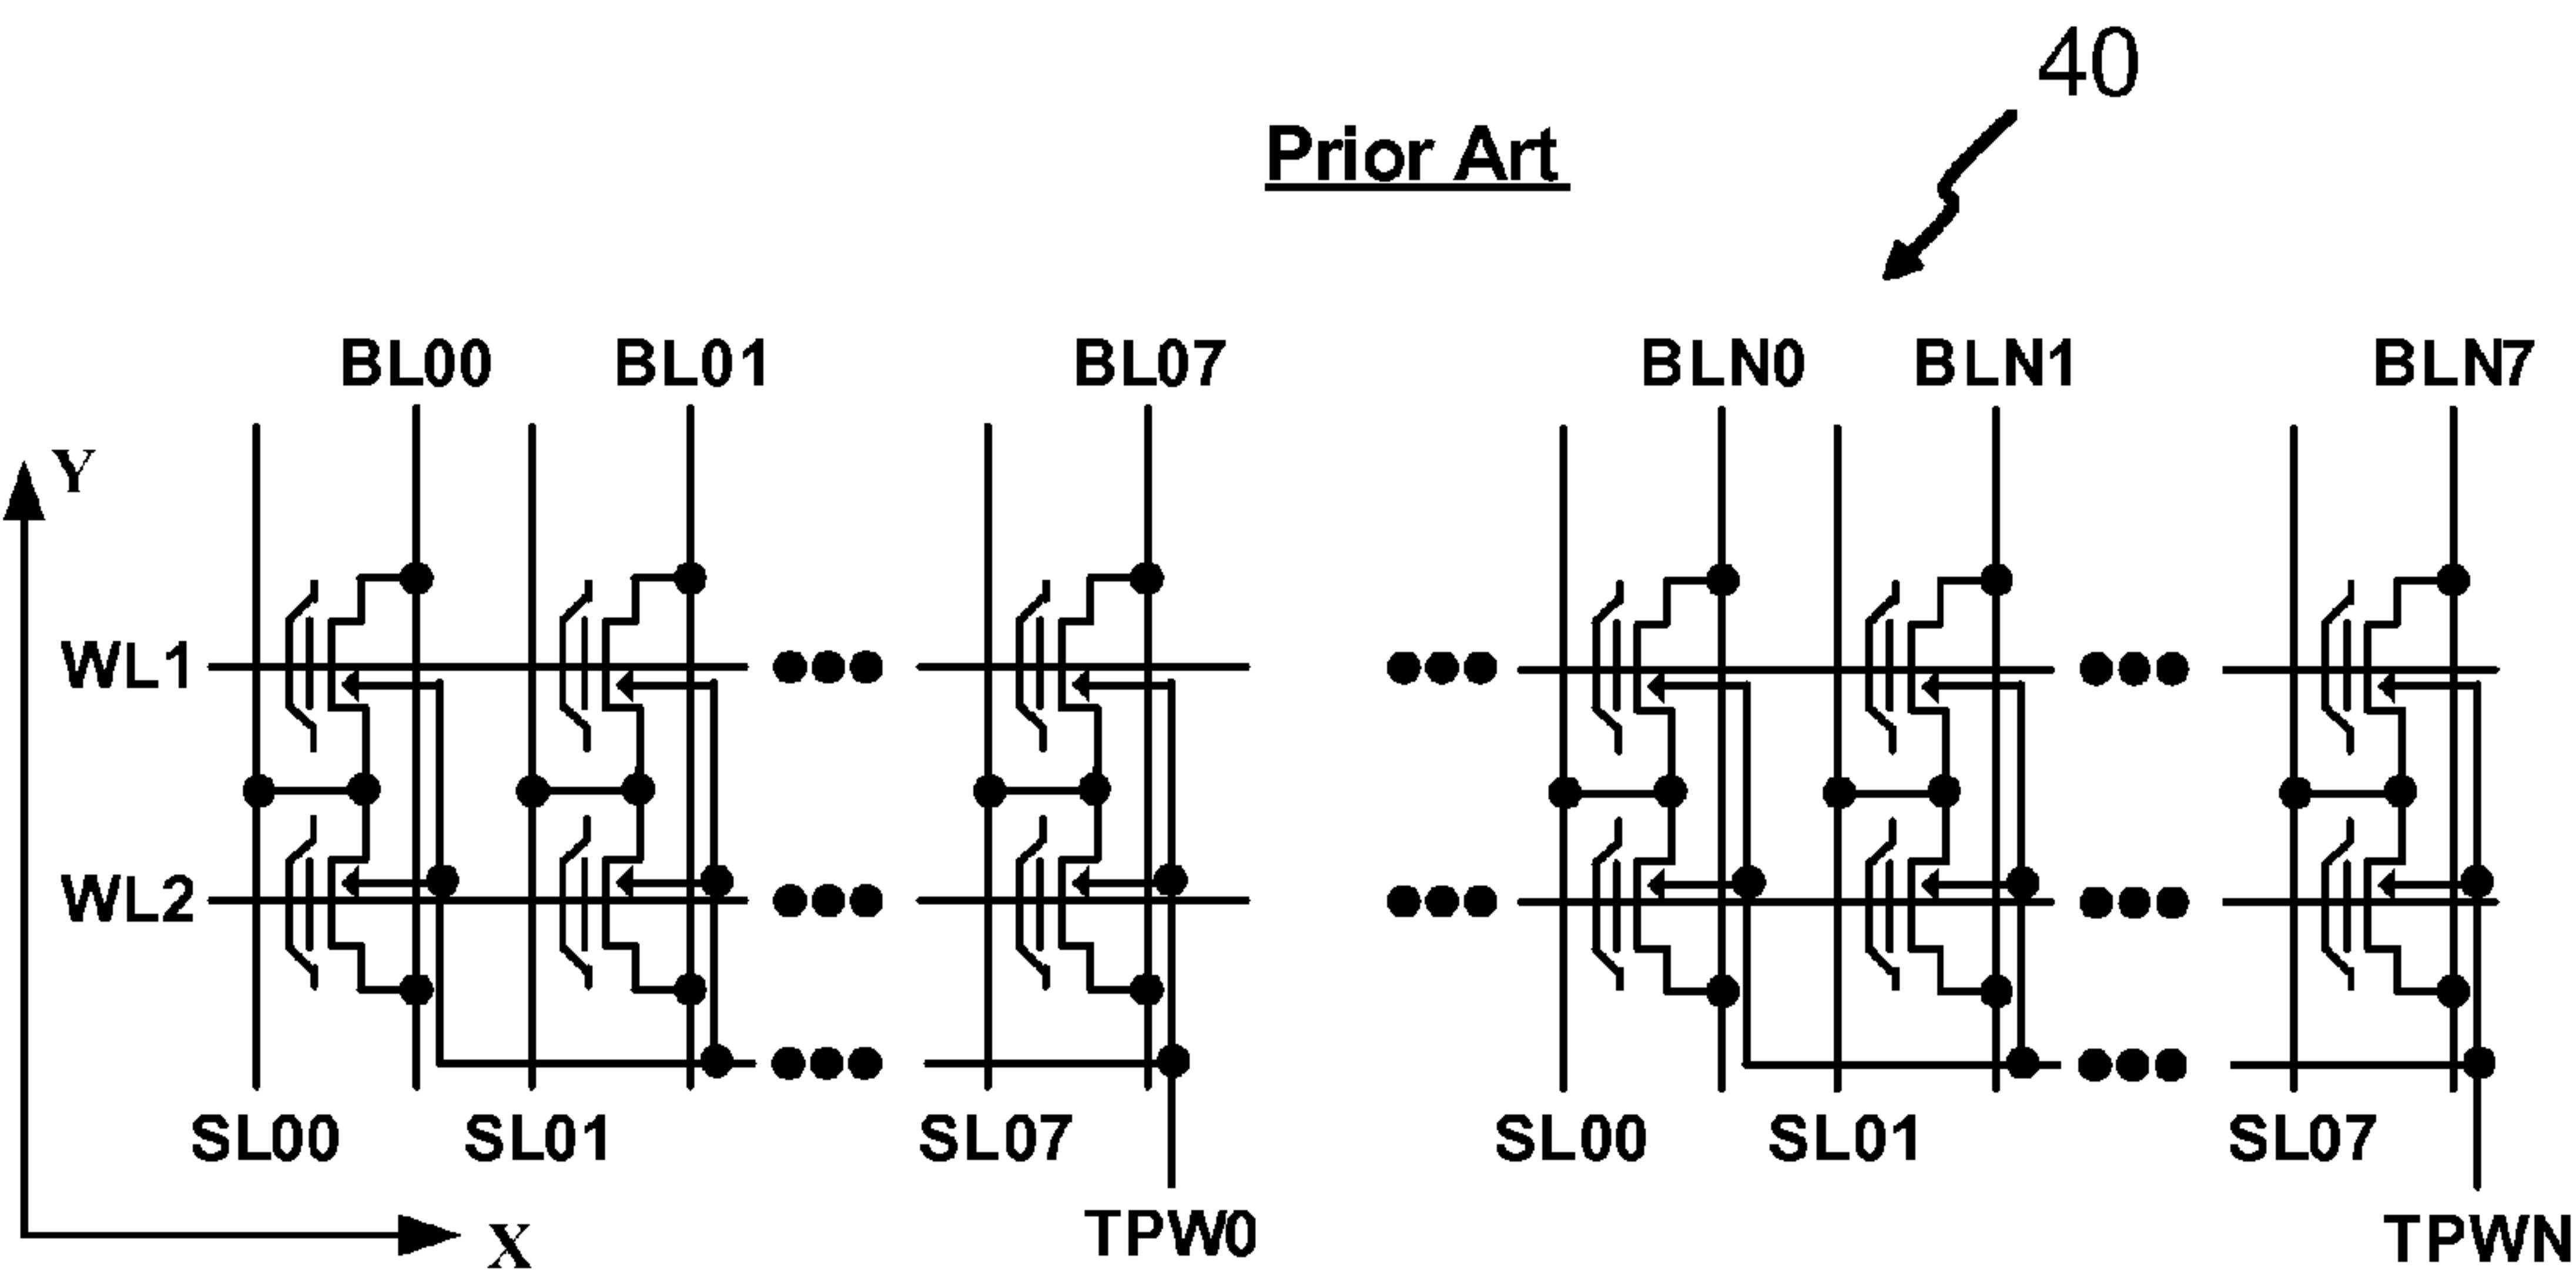 40
Prior Art
BL00 BL01 BL07 BLN0 BLN1 BLN7
Y
WL1
WL2
SL00 SL01 SL07 SL00 SL01 SL07
TPW0 TPWN
X